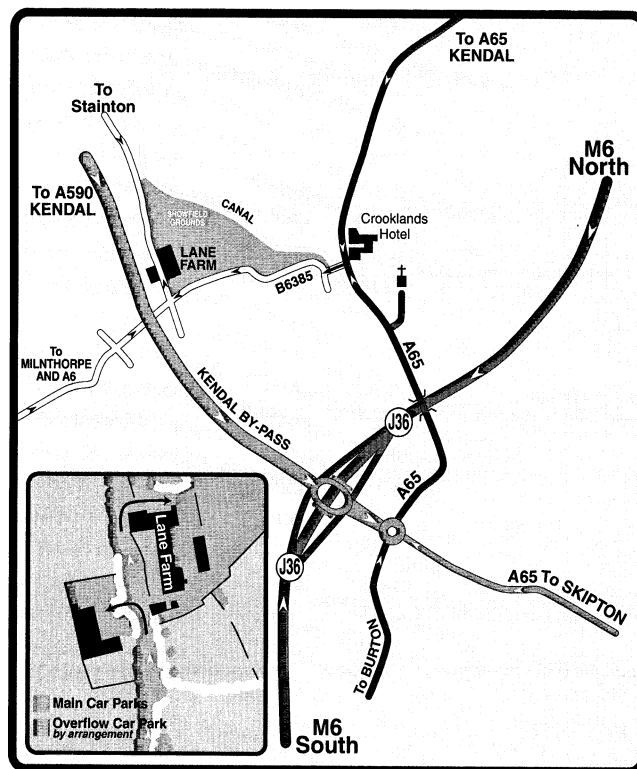 To A65
KENDAL
To
Stainton
M6
North
To A590
KENDAL
SHOWFIELD
GROUNDS
CANAL
Crooklands
Hotel
LANE
FARM
B6385
To
MILNTHORPE
AND A6
A65
KENDAL BY-PASS
J36
A65
J36
A65 To SKIPTON
To BURTON
Lane Farm
Main Car Parks
Overflow Car Park
by arrangement
M6
South